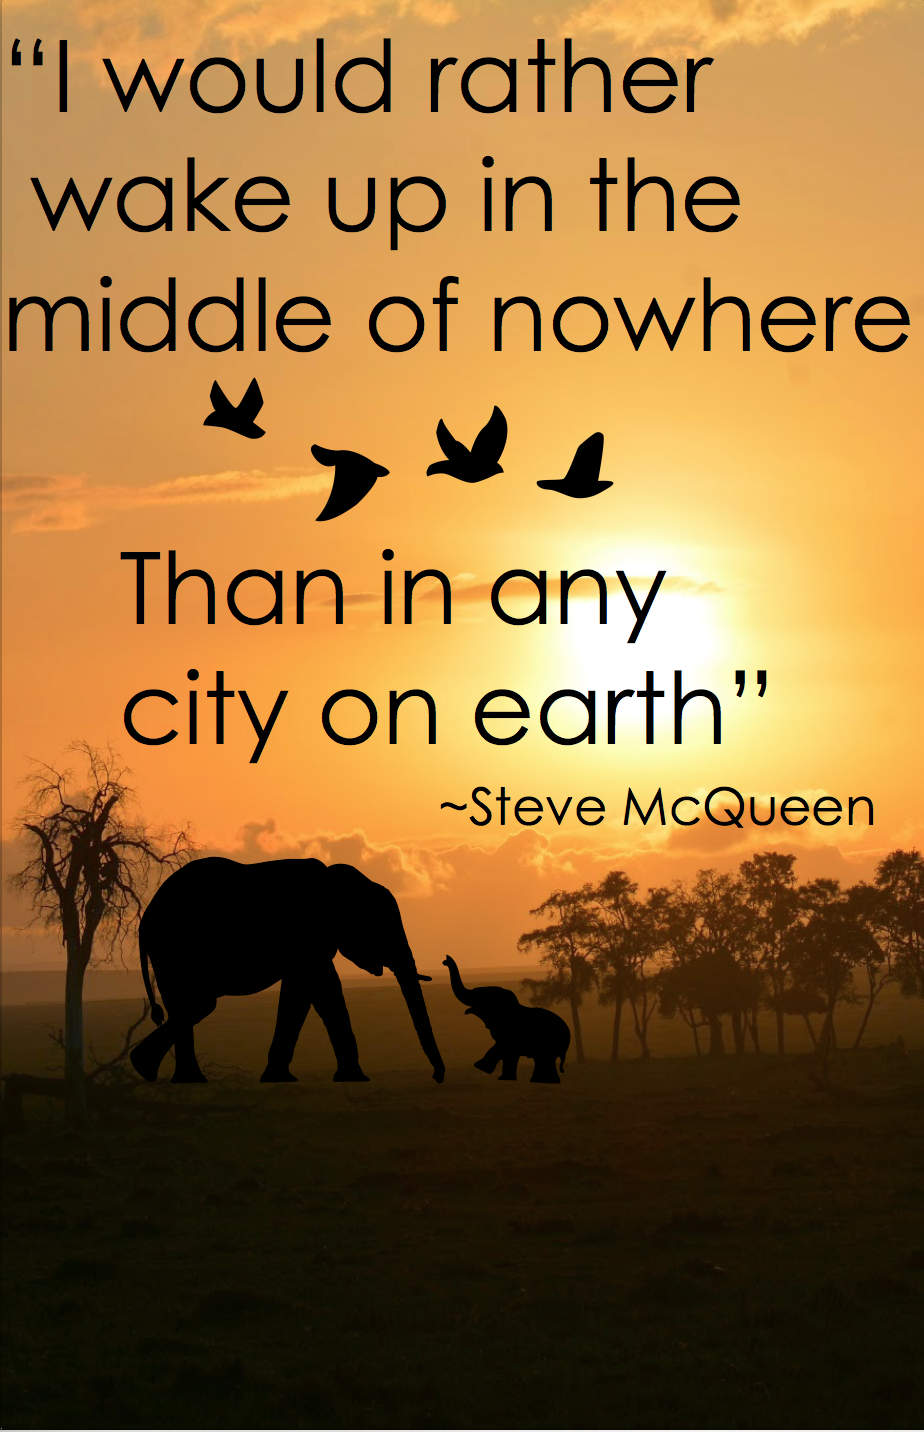 “I would rather
wake up in the
middle of nowhere
Than in any
city on earth”
~Steve McQueen